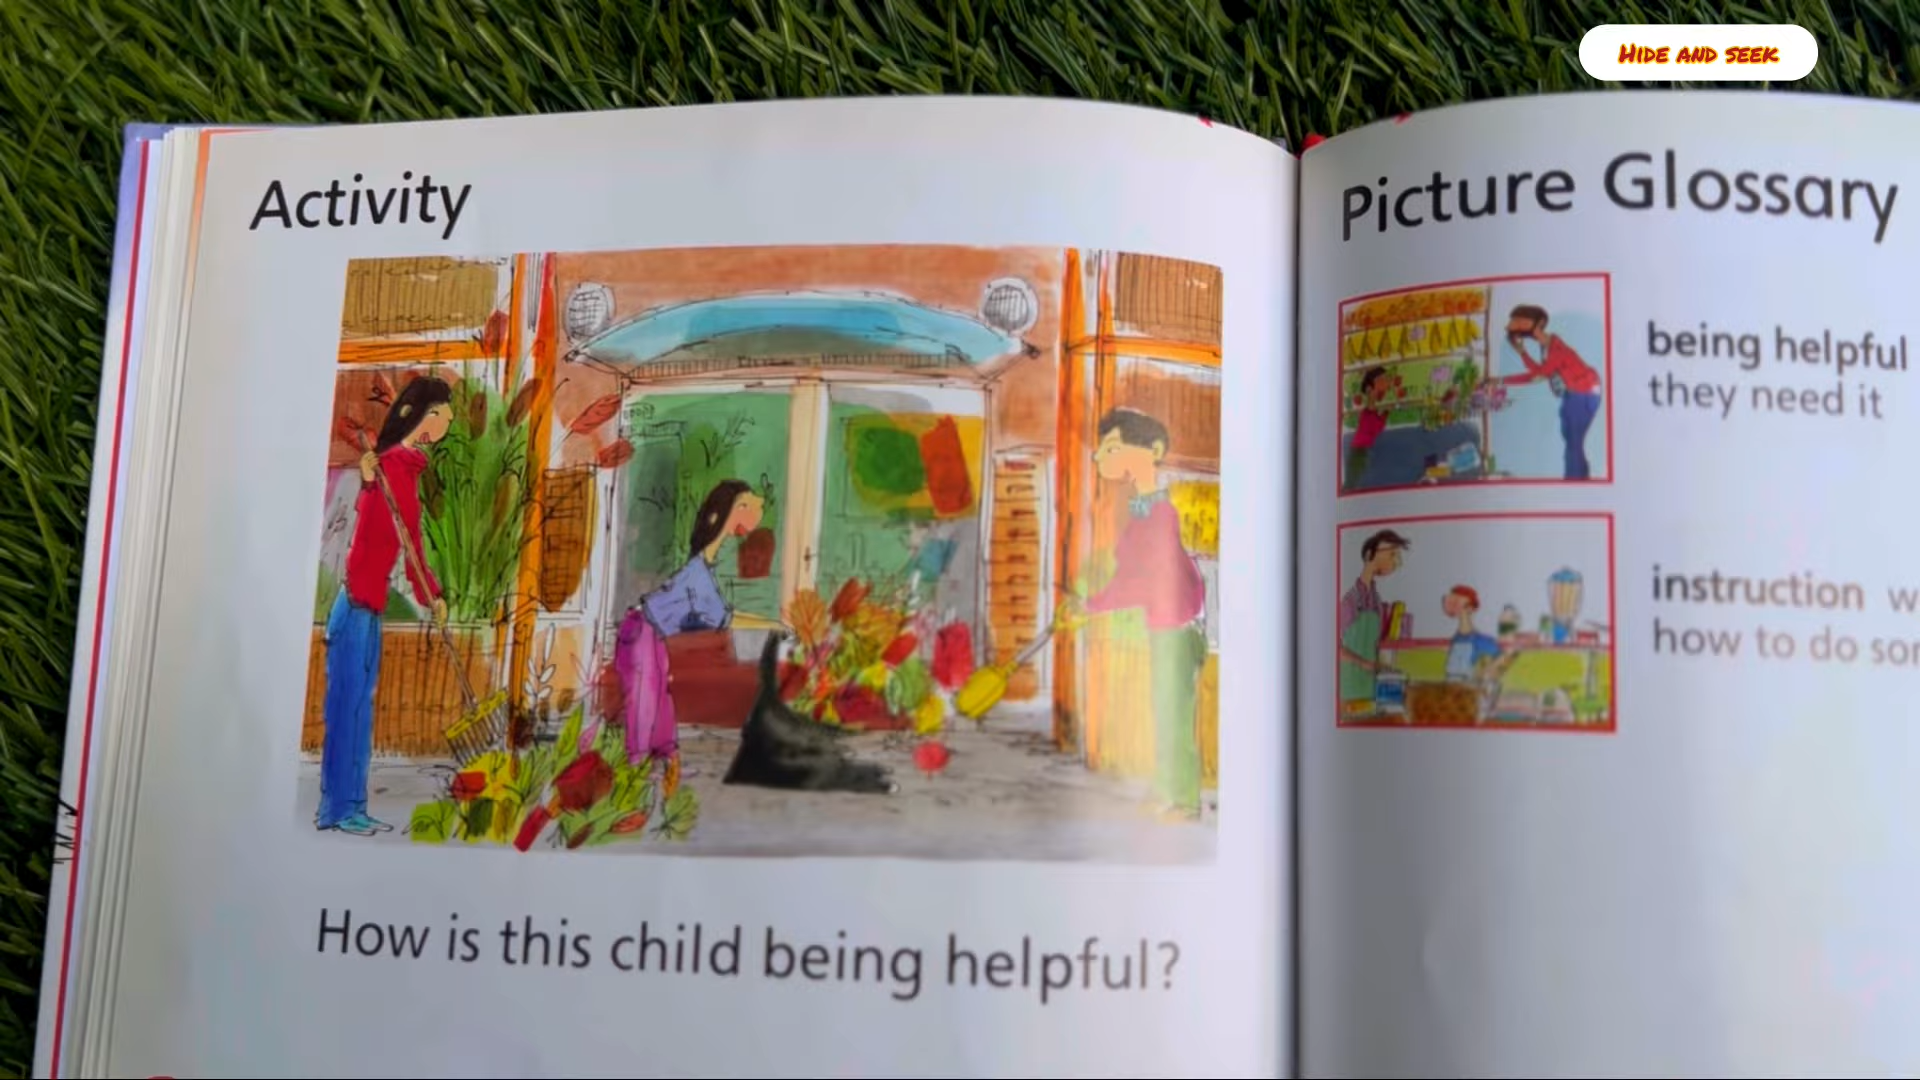 Hide and seek
Activity
How is this child being helpful?
Picture Glossary
being helpful
they need it
instruction
how to do